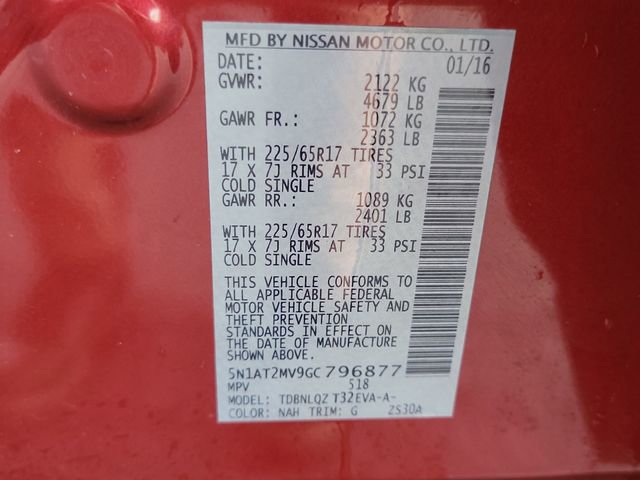 MFD BY NISSAN MOTOR CO., LTD.
DATE: 01/16
GVWR: 2122 KG
4679 LB
GAWR FR.: 1072 KG
2363 LB
WITH 225/65R17 TIRES
17 X 7J RIMS AT 33 PSI
COLD SINGLE
GAWR RR.: 1089 KG
2401 LB
WITH 225/65R17 TIRES
17 X 7J RIMS AT 33 PSI
COLD SINGLE
THIS VEHICLE CONFORMS TO
ALL APPLICABLE FEDERAL
MOTOR VEHICLE SAFETY AND
THEFT PREVENTION
STANDARDS IN EFFECT ON
THE DATE OF MANUFACTURE
SHOWN ABOVE.
5N1AT2MV9GC796877
MPV 518
MODEL: TDBNLQZ T32EVA-A-
COLOR: NAH TRIM: G ZS30A